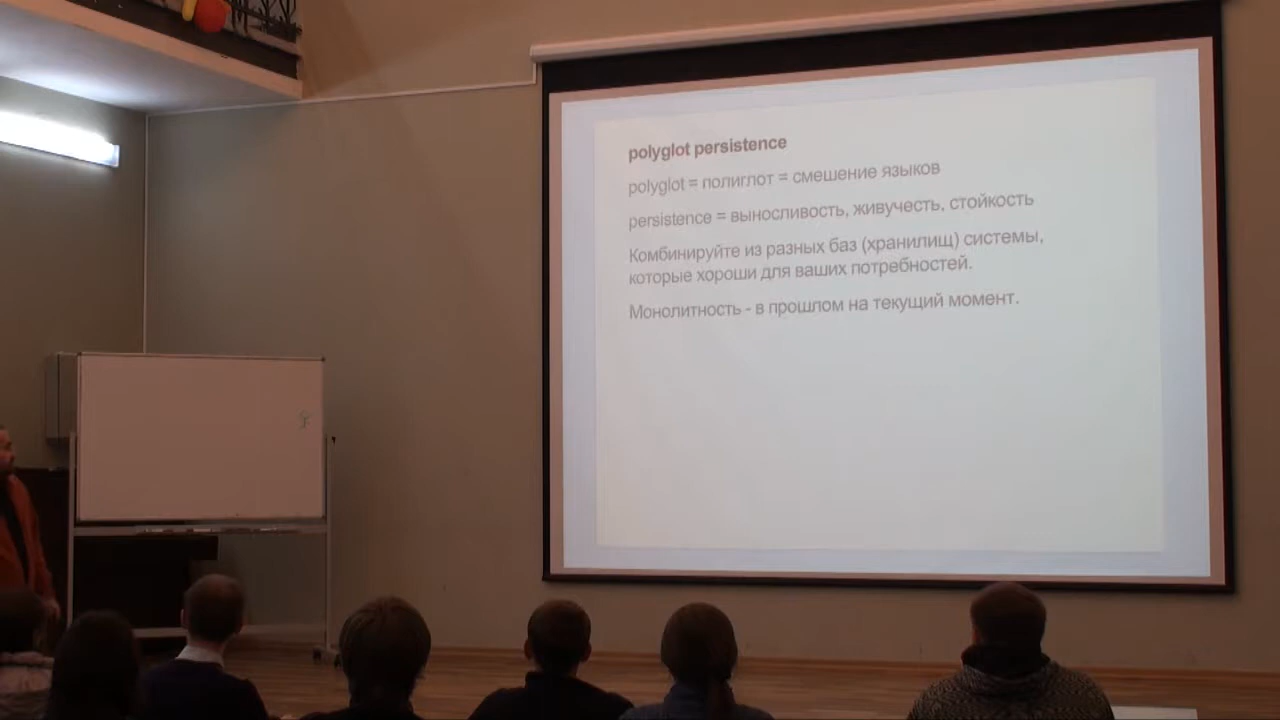 polyglot persistence
polyglot = полиглот = смешение языков
persistence = выносливость, живучесть, стойкость
Комбинируйте из разных баз (хранилищ) системы,
которые хороши для ваших потребностей.
Монолитность - в прошлом на текущий момент.